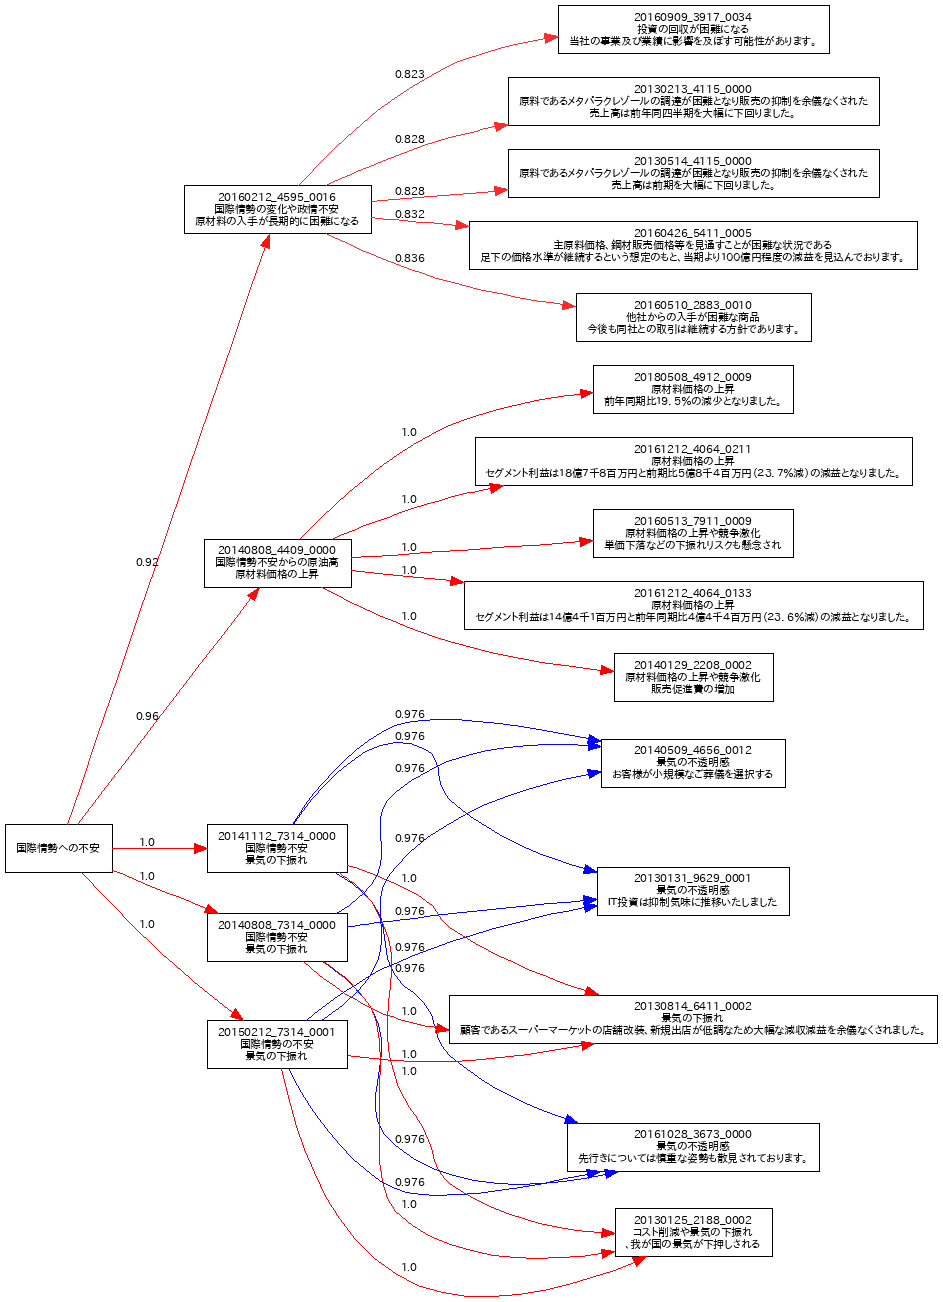 20160909_3917_0034
投資の回収が困難になる
当社の事業及び業績に影響を及ぼす可能性があります。
0.823
20130213_4115_0000
原料であるメタパラクレゾールの調達が困難となり販売の抑制を余儀なくされた
売上高は前年同四半期を大幅に下回りました。
0.828
20130514_4115_0000
原料であるメタパラクレゾールの調達が困難となり販売の抑制を余儀なくされた
売上高は前期を大幅に下回りました。
0.828
20160212_4595_0016
国際情勢の変化や政情不安
原材料の入手が長期的に困難になる
0.832
20160426_5411_0005
主原料価格、鋼材販売価格等を見通すことが困難な状況である
足下の価格水準が継続するという想定のもと、当期より100億円程度の減益を見込んでおります。
0.836
20160510_2883_0010
他社からの入手が困難な商品
今後も同社との取引は継続する方針であります。
20180508_4912_0009
原材料価格の上昇
前年同期比19.5%の減少となりました。
1.0
20161212_4064_0211
原材料価格の上昇
セグメント利益は18億7千8百万円と前期比5億8千4百万円(23.7%減)の減益となりました。
1.0
20160513_7911_0009
原材料価格の上昇や競争激化
単価下落などの下振れリスクも懸念され
1.0
20140808_4409_0000
国際情勢不安からの原油高
原材料価格の上昇
0.92
1.0
20161212_4064_0133
原材料価格の上昇
セグメント利益は14億4千1百万円と前年同期比4億4千4百万円(23.6%減)の減益となりました。
1.0
20140129_2208_0002
原材料価格の上昇や競争激化
販売促進費の増加
0.96
0.976
0.976
20140509_4656_0012
景気の不透明感
お客様が小規模なご葬儀を選択する
0.976
国際情勢への不安
1.0
20141112_7314_0000
国際情勢不安
景気の下振れ
0.976
1.0
1.0
20130131_9629_0001
景気の不透明感
IT投資は抑制気味に推移いたしました
0.976
1.0
20140808_7314_0000
国際情勢不安
景気の下振れ
0.976
0.976
20150212_7314_0001
国際情勢の不安
景気の下振れ
1.0
20130814_6411_0002
景気の下振れ
顧客であるスーパーマーケットの店舗改装、新規出店が低調なため大幅な減収減益を余儀なくされました。
1.0
1.0
0.976
20161028_3673_0000
景気の不透明感
先行きについては慎重な姿勢も散見されております。
0.976
1.0
20130125_2188_0002
コスト削減や景気の下振れ
、我が国の景気が下押しされる
1.0